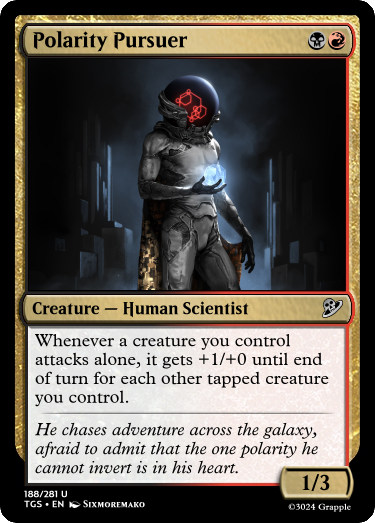 Polarity Pursuer
Creature — Human Scientist
Whenever a creature you control
attacks alone, it gets +1/+0 until end
of turn for each other tapped creature
you control.
He chases adventure across the galaxy,
afraid to admit that the one polarity he
cannot invert is in his heart.
1/3
188/281 U
TGS • EN Sixmoremako
©3024 Grapple